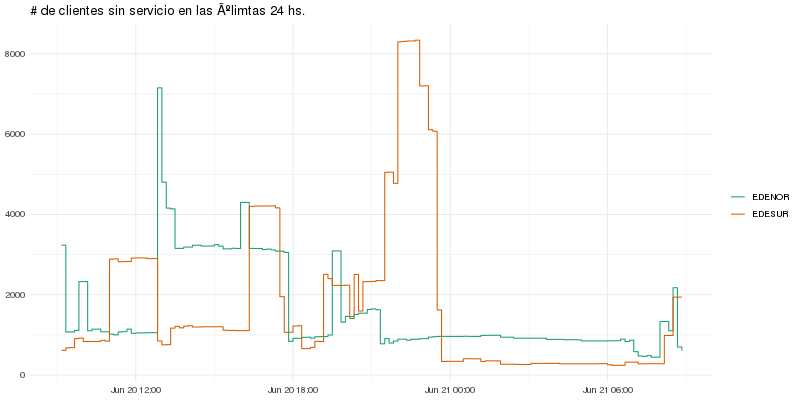 # de clientes sin servicio en las Ãºlimtas 24 hs.
8000
6000
4000
2000
0
Jun 20 12:00
Jun 20 18:00
Jun 21 00:00
Jun 21 06:00
EDENOR
EDESUR